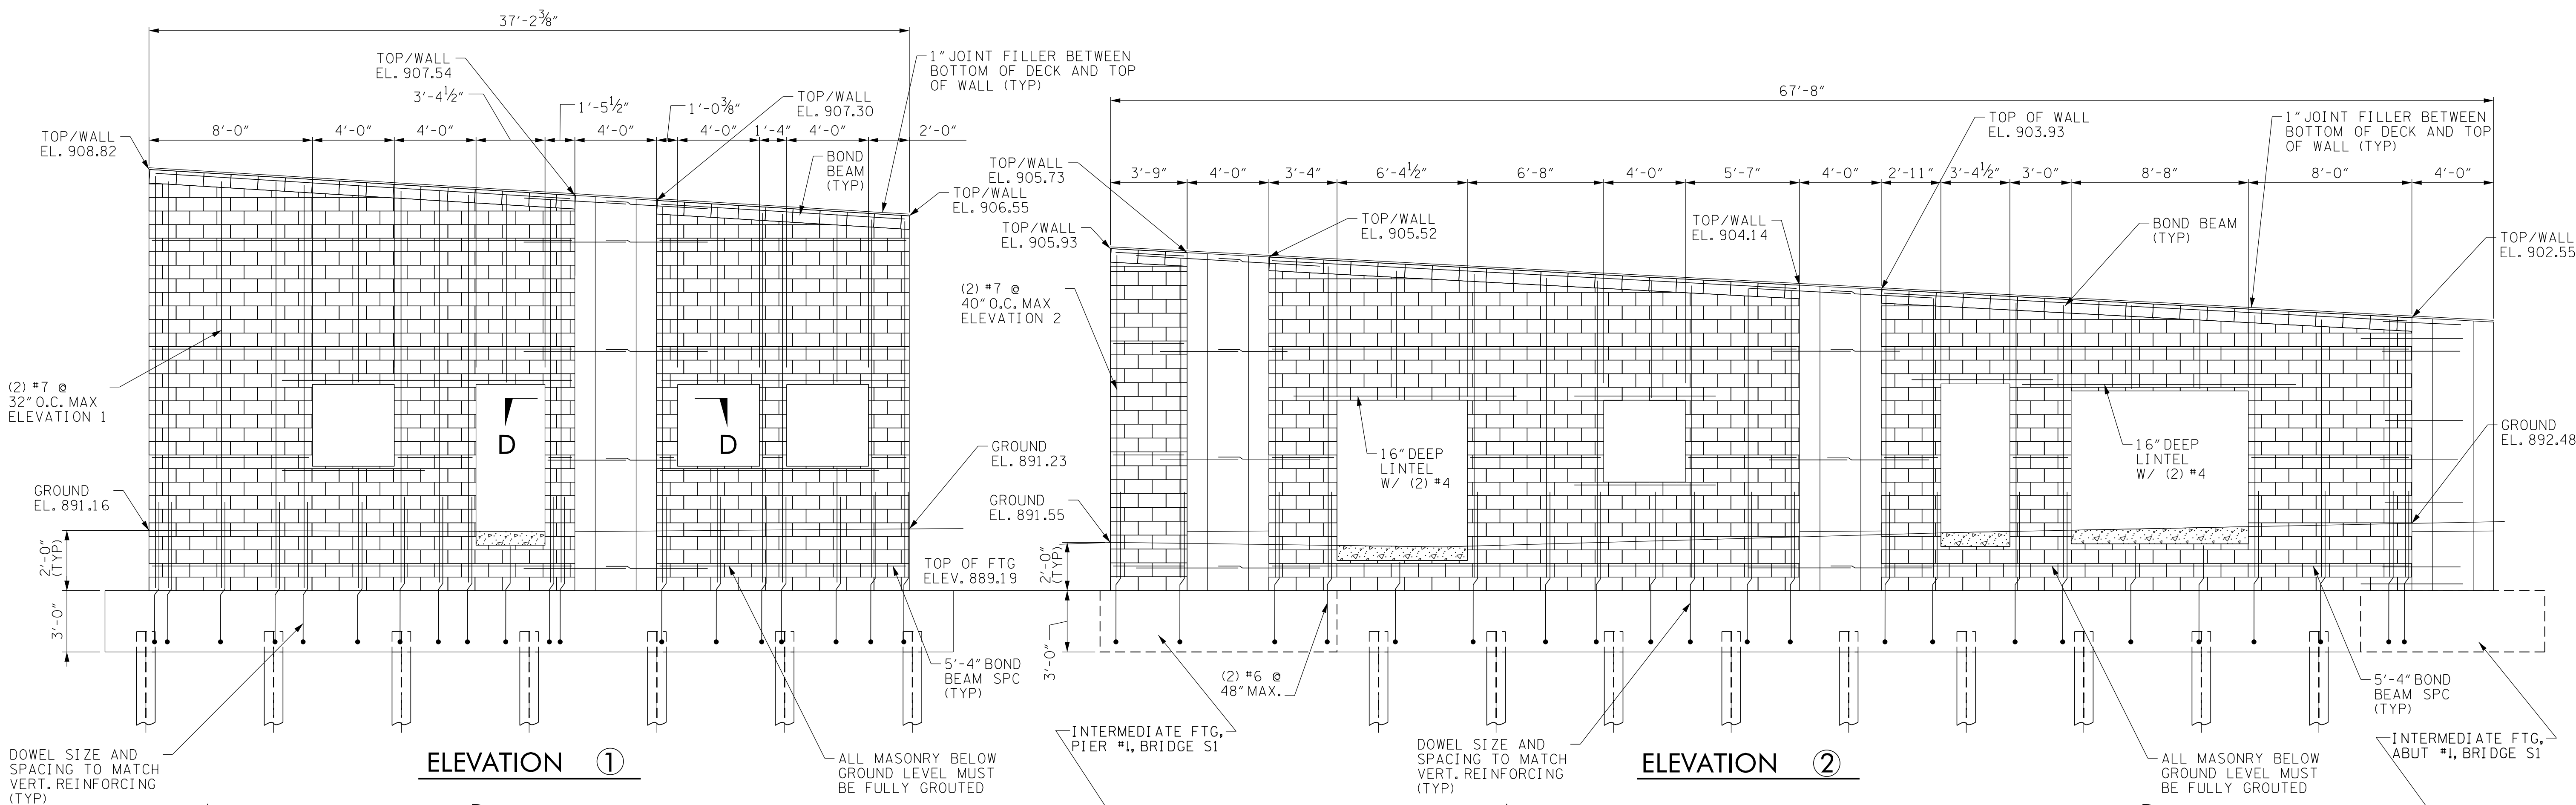 37'-2⅜"
TOP/WALL
EL. 907.54
3'-4½"
1'-5½"
1'-0⅜"
TOP/WALL
EL. 907.30
1" JOINT FILLER BETWEEN
BOTTOM OF DECK AND TOP
OF WALL (TYP)
TOP/WALL
EL. 908.82
8'-0" 4'-0" 4'-0" 4'-0" 4'-0" 1'-4" 4'-0" 2'-0"
BOND
BEAM
(TYP)
TOP/WALL
EL. 906.55
(2) #7 @
32" O.C. MAX
ELEVATION 1
D D
GROUND
EL. 891.16
GROUND
EL. 891.23
2'-0"
(TYP)
3'-0"
TOP OF FTG
ELEV. 889.19
5'-4" BOND
BEAM SPC
(TYP)
DOWEL SIZE AND
SPACING TO MATCH
VERT. REINFORCING
(TYP)
ELEVATION 1
ALL MASONRY BELOW
GROUND LEVEL MUST
BE FULLY GROUTED
67'-8"
TOP OF WALL
EL. 903.93
1" JOINT FILLER BETWEEN
BOTTOM OF DECK AND TOP
OF WALL (TYP)
TOP/WALL
EL. 905.73
3'-9" 4'-0" 3'-4" 6'-4½" 6'-8" 4'-0" 5'-7" 4'-0" 2'-11" 3'-4½" 3'-0" 8'-8" 8'-0" 4'-0"
TOP/WALL
EL. 905.93
TOP/WALL
EL. 905.52
TOP/WALL
EL. 904.14
BOND BEAM
(TYP)
TOP/WALL
EL. 902.55
(2) #7 @
40" O.C. MAX
ELEVATION 2
16" DEEP
LINTEL
W/ (2) #4
16" DEEP
LINTEL
W/ (2) #4
GROUND
EL. 892.48
GROUND
EL. 891.55
2'-0"
(TYP)
3'-0"
(2) #6 @
48" MAX.
5'-4" BOND
BEAM SPC
(TYP)
INTERMEDIATE FTG,
PIER #1, BRIDGE S1
DOWEL SIZE AND
SPACING TO MATCH
VERT. REINFORCING
(TYP)
ELEVATION 2
ALL MASONRY BELOW
GROUND LEVEL MUST
BE FULLY GROUTED
INTERMEDIATE FTG,
ABUT #1, BRIDGE S1